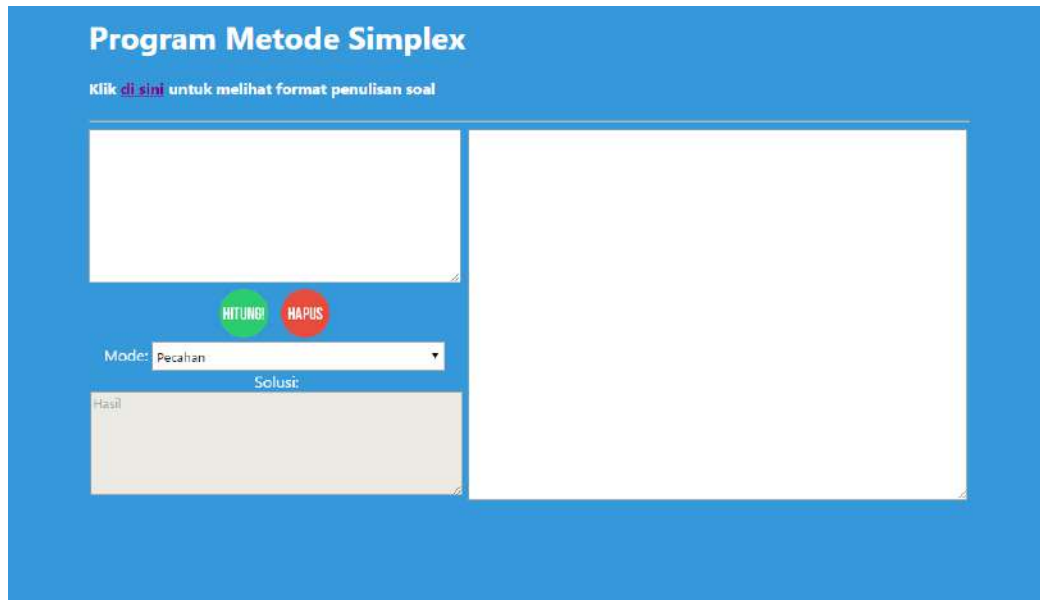 Program Metode Simplex
Klik di sini untuk melihat format penulisan soal
HITUNG! HAPUS
Mode: Pecahan
Solusi:
Hasil